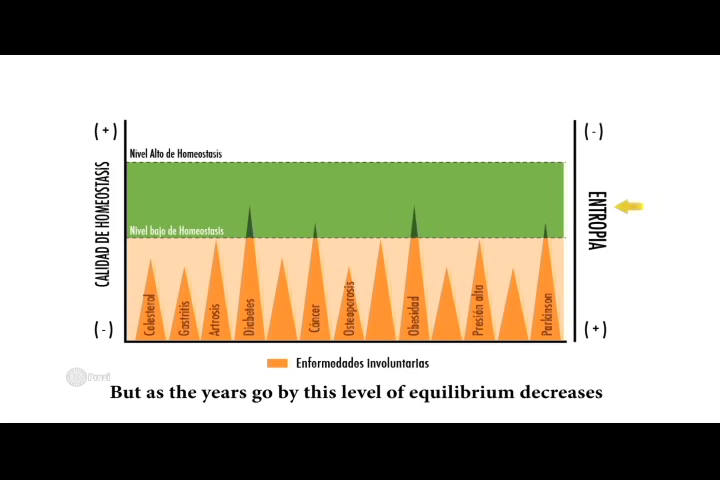 (+)
(-)
Nivel Alto de Homeostasis
CALIDAD DE HOMEOSTASIS
ENTROPIA
Nivel bajo de Homeostasis
Colesterol
Gastritis
Artrosis
Diabetes
Cáncer
Osteoporosis
Obesidad
Presión alta
Parkinson
(-)
(+)
Enfermedades involuntarias
But as the years go by this level of equilibrium decreases